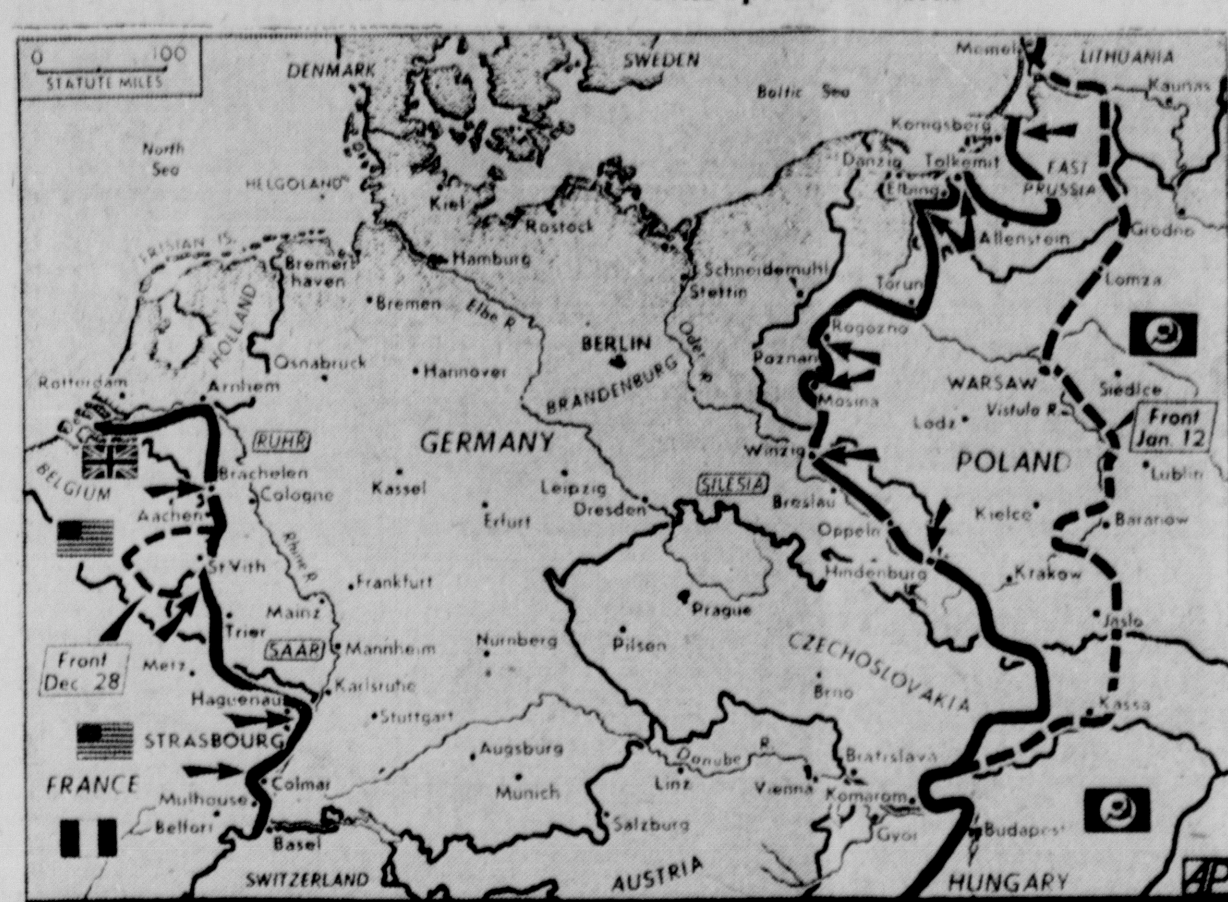 0 100
STATUTE MILES
DENMARK
SWEDEN
Memel
LITHUANIA
Kaunas
Baltic Sea
North
Sea
HELGOLAND
Konigsberg
Danzig
Tolkemit
EAST
PRUSSIA
Elbing
Kiel
Rostock
Allenstein
Grodno
FRISIAN IS.
Bremer
haven
Hamburg
Schneidemuhl
Stettin
Torun
Lomza
Bremen
Elbe R.
HOLLAND
Oder R.
Rogozno
BERLIN
Osnabruck
Hannover
Poznan
BRANDENBURG
Rotterdam
Arnhem
WARSAW
Siedlce
Mosina
Lodz
Vistula R.
Front
Jan. 12
RUHR
GERMANY
Winzig
POLAND
Lublin
BELGIUM
Brachelen
Cologne
Kassel
Leipzig
Dresden
SILESIA
Breslau
Kielce
Aachen
Erfurt
Oppeln
Baranow
Rhine R.
St Vith
Frankfurt
Hindenburg
Krakow
Prague
Mainz
Trier
Jaslo
SAAR
Mannheim
Nurnberg
Pilsen
CZECHOSLOVAKIA
Front
Dec 28
Metz
Haguenau
Karlsruhe
Brno
Kassa
Stuttgart
STRASBOURG
Augsburg
Danube R.
Bratislava
FRANCE
Colmar
Munich
Linz
Vienna
Komarom
Mulhouse
Belfort
Salzburg
Gyor
Budapest
Basel
SWITZERLAND
AUSTRIA
HUNGARY
AP